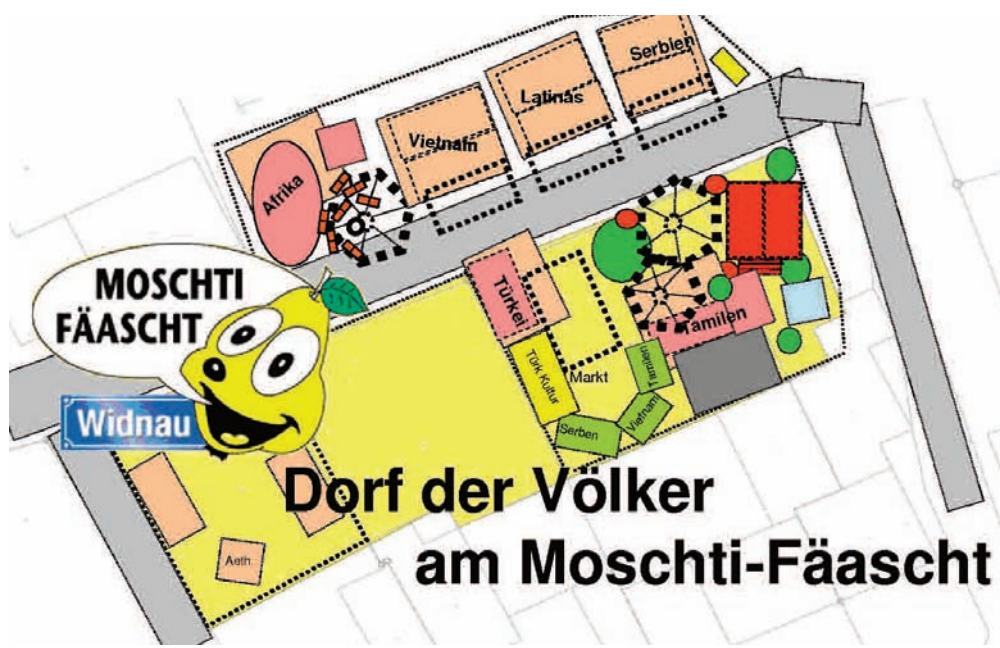 Serbien
Latinas
Vietnam
Afrika
MOSCHTI
FÄASCHT
Widnau
Türkei
Tamilen
Türk Kultur
Markt
Tamilen
Vietnam
Serben
Aeth.
Dorf der Völker
am Moschti-Fäascht